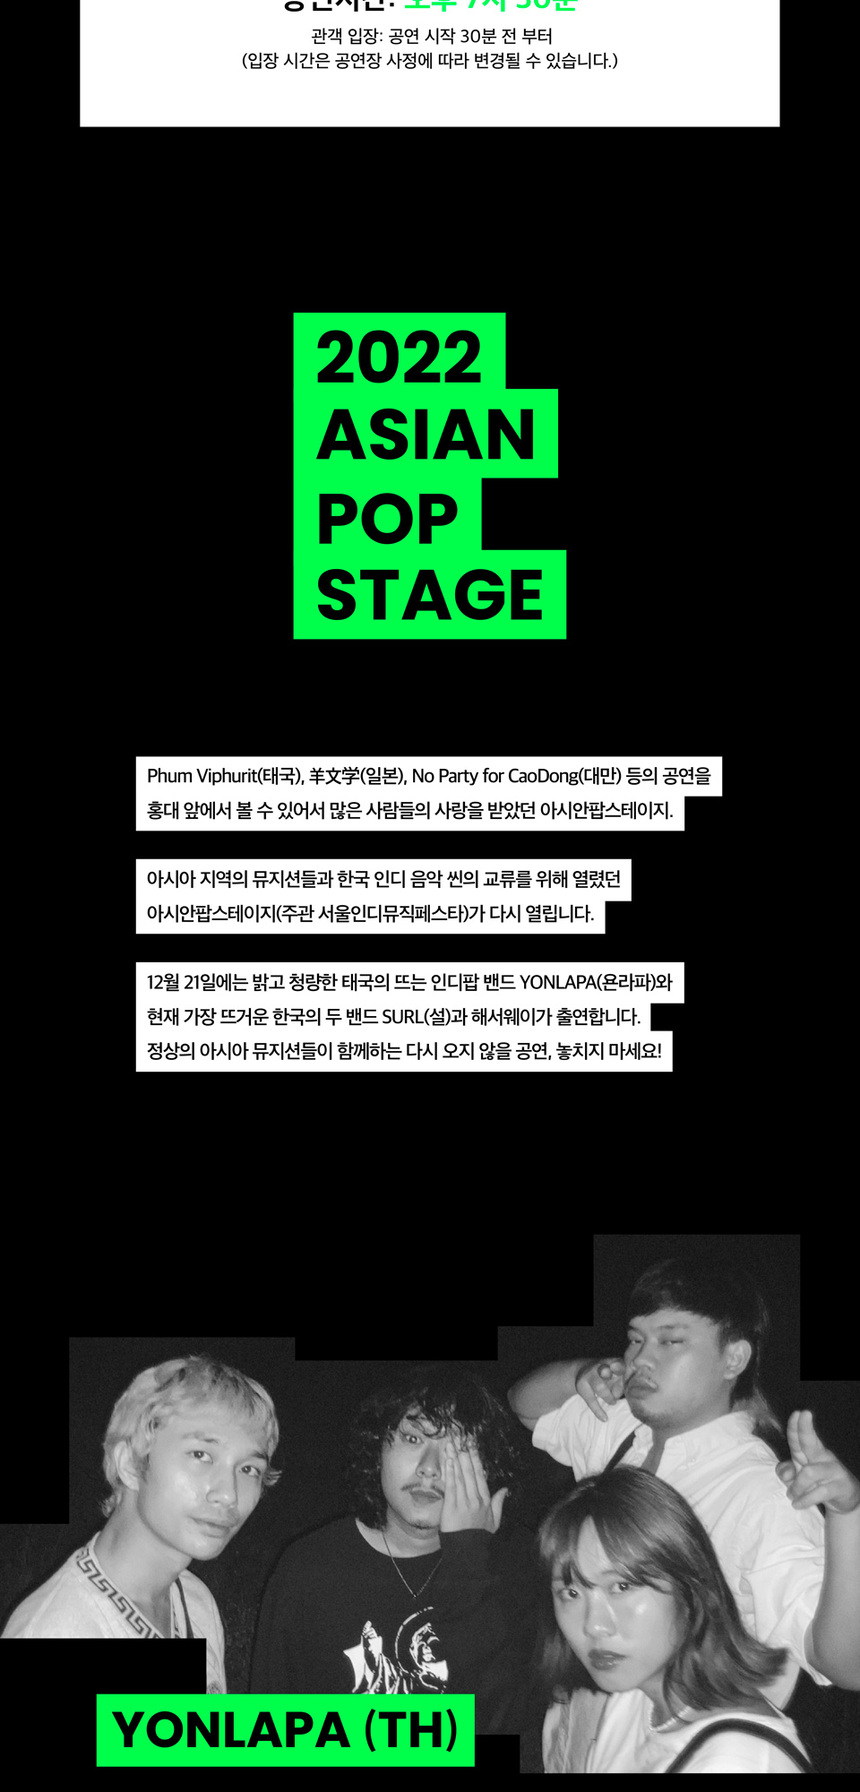 공연시간: 오후 7시 30분
관객 입장: 공연 시작 30분 전 부터
(입장 시간은 공연장 사정에 따라 변경될 수 있습니다.)
2022
ASIAN
POP
STAGE
Phum Viphurit(태국), 羊文学(일본), No Party for CaoDong(대만) 등의 공연을
홍대 앞에서 볼 수 있어서 많은 사람들의 사랑을 받았던 아시안팝스테이지.
아시아 지역의 뮤지션들과 한국 인디 음악 씬의 교류를 위해 열렸던
아시안팝스테이지(주관 서울인디뮤직페스타)가 다시 열립니다.
12월 21일에는 밝고 청량한 태국의 뜨는 인디팝 밴드 YONLAPA(욘라파)와
현재 가장 뜨거운 한국의 두 밴드 SURL(설)과 해서웨이가 출연합니다.
정상의 아시아 뮤지션들이 함께하는 다시 오지 않을 공연, 놓치지 마세요!
YONLAPA (TH)